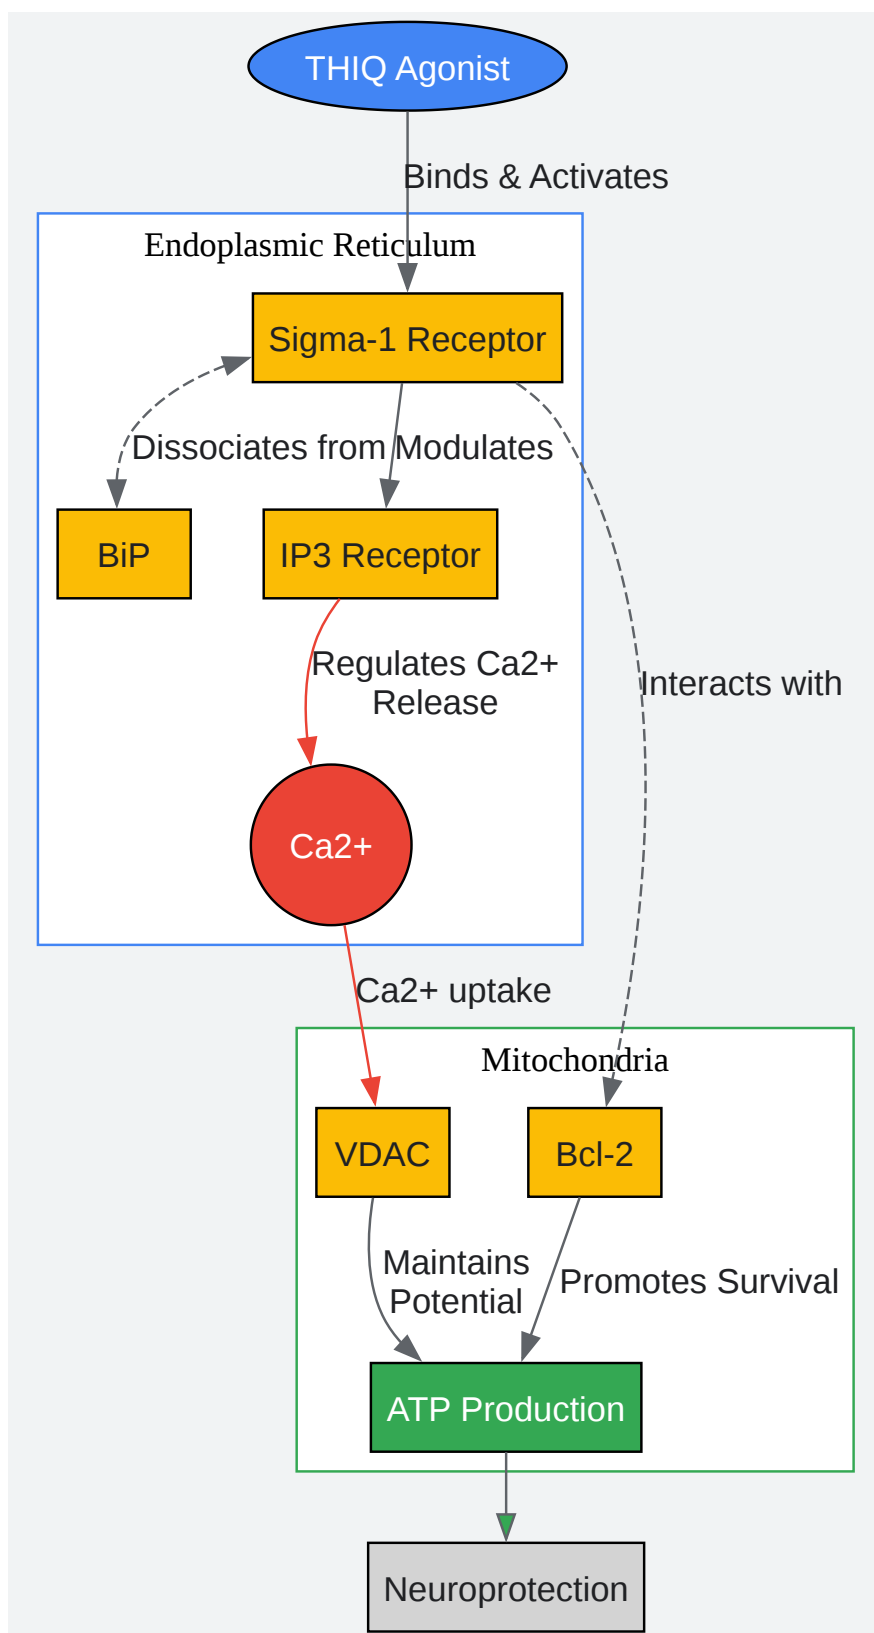 THIQ Agonist
Binds & Activates
Endoplasmic Reticulum
Sigma-1 Receptor
Dissociates from
Modulates
BiP
IP3 Receptor
Regulates Ca2+
Release
Interacts with
Ca2+
Ca2+ uptake
Mitochondria
VDAC
Bcl-2
Maintains
Potential
Promotes Survival
ATP Production
Neuroprotection